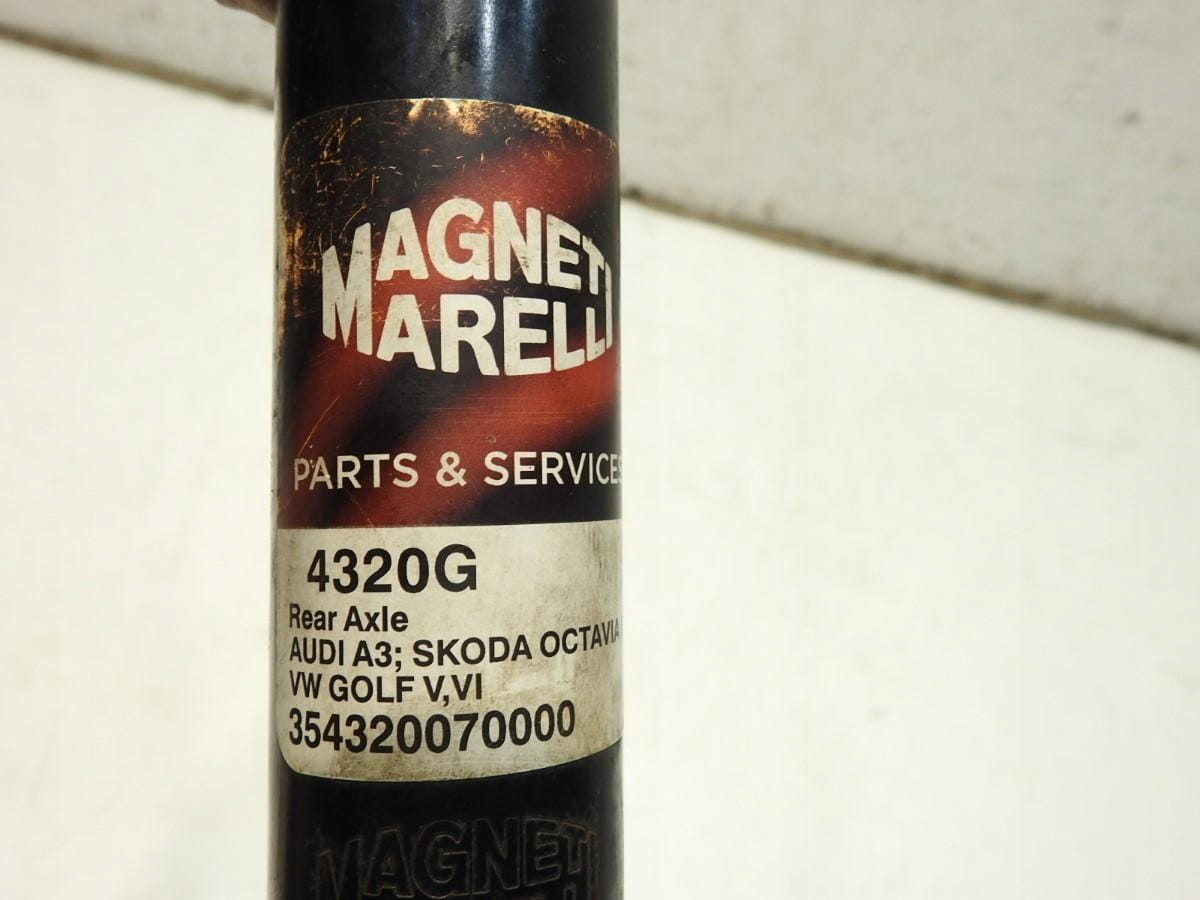 MAGNETI
MARELLI
PARTS & SERVICES
4320G
Rear Axle
AUDI A3; SKODA OCTAVIA
VW GOLF V,VI
354320070000
MAGNETI